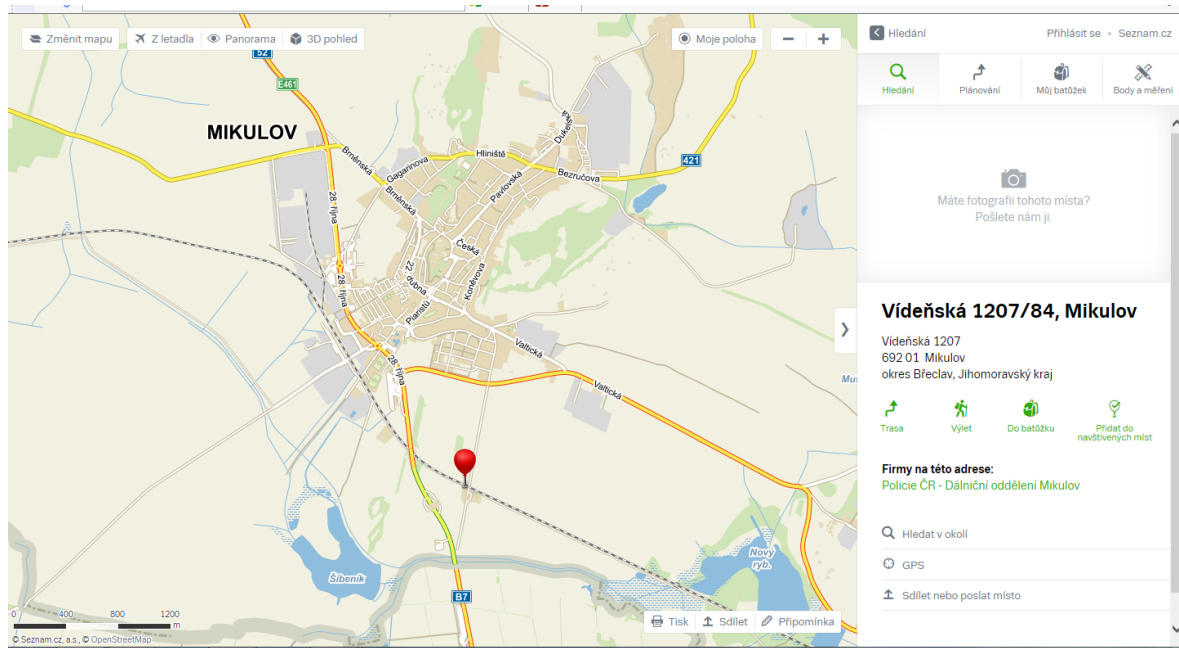 Změnit mapu
Z letadla
Panorama
3D pohled
Moje poloha
Hledání
Přihlásit se
Seznam.cz
Hledání
Plánování
Můj batůžek
Body a měření
52
E461
MIKULOV
Brněnská
Gagarinova
Brněnská
Hliniště
Dukelská
Pavlovská
Bezručova
421
28. října
28. října
Česká
22. dubna
Koněvova
Piaristů
28. října
Valtická
Valtická
Šibeník
Nový
ryb.
B7
0 400 800 1200
m
© Seznam.cz, a.s., © OpenStreetMap
Tisk
Sdílet
Připomínka
Máte fotografii tohoto místa?
Pošlete nám ji.
Vídeňská 1207/84, Mikulov
Vídeňská 1207
692 01 Mikulov
okres Břeclav, Jihomoravský kraj
Trasa
Výlet
Do batůžku
Přidat do
navštívených míst
Firmy na této adrese:
Policie ČR - Dálniční oddělení Mikulov
Hledat v okolí
GPS
Sdílet nebo poslat místo